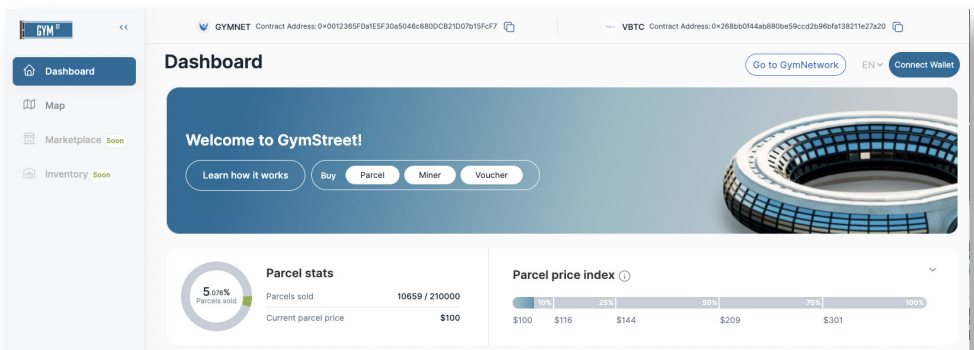 GYM ST
<<
GYMNET Contract Address: 0x0012365F0a1E5F30a5046c680DCB21D07b15FcF7
VBTC Contract Address: 0x268bb0f44ab880be59ccd2b96bfa138211e27a20
Dashboard
Map
Marketplace Soon
Inventory Soon
Dashboard
Go to GymNetwork
EN
Connect Wallet
Welcome to GymStreet!
Learn how it works
Buy Parcel Miner Voucher
5.076%
Parcels sold
Parcel stats
Parcels sold 10659 / 210000
Current parcel price $100
Parcel price index
10% 25% 50% 75% 100%
$100 $116 $144 $209 $301